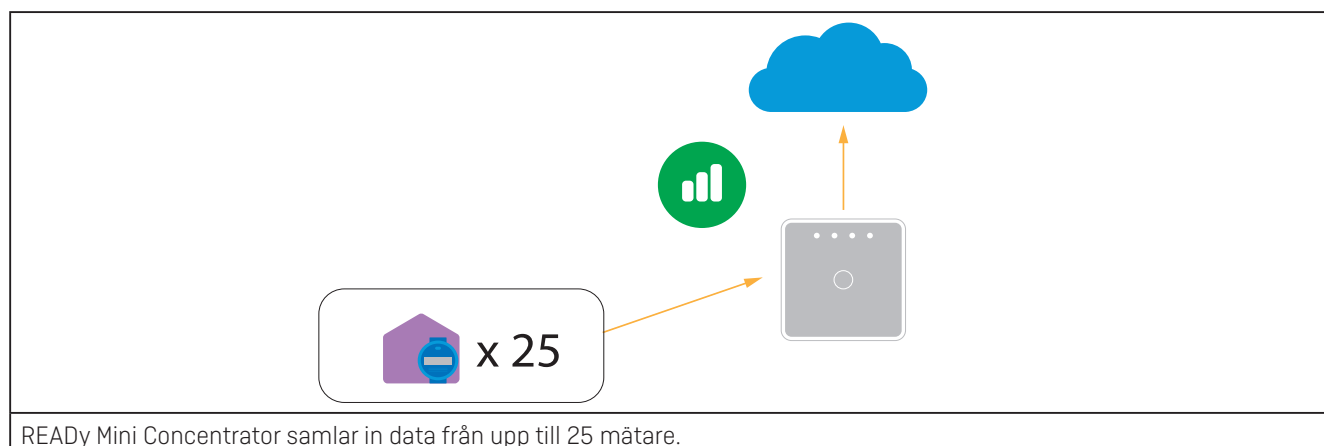 x 25
READy Mini Concentrator samlar in data från upp till 25 mätare.